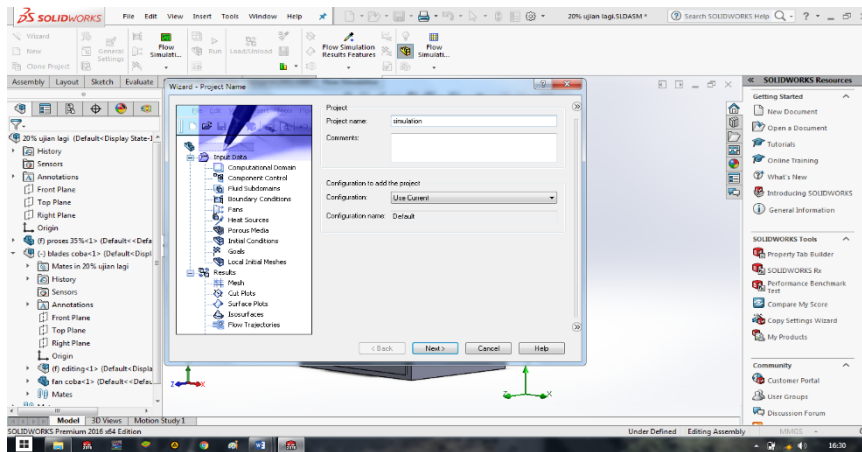 SOLIDWORKS
File Edit View Insert Tools Window Help
20% ujian lagi.SLDASM *
Search SOLIDWORKS Help
Wizard
New
Clone Project
General Settings
Flow Simulati...
Run
Load/Unload
Flow Simulation Results Features
Flow Simulati...
Assembly Layout Sketch Evaluate
20% ujian lagi (Default<Display State-1
History
Sensors
Annotations
Front Plane
Top Plane
Right Plane
Origin
(f) proses 35%<1> (Default<<Defa
(-) blades coba<1> (Default<Displ
Mates in 20% ujian lagi
History
Sensors
Annotations
Front Plane
Top Plane
Right Plane
Origin
(f) editing<1> (Default<Displa
fan coba<1> (Default<<Defau
Mates
Model 3D Views Motion Study 1
SOLIDWORKS Premium 2016 x64 Edition
Wizard - Project Name
Input Data
Computational Domain
Component Control
Fluid Subdomains
Boundary Conditions
Fans
Heat Sources
Porous Media
Initial Conditions
Goals
Local Initial Meshes
Results
Mesh
Cut Plots
Surface Plots
Isosurfaces
Flow Trajectories
Project
Project name: simulation
Comments:
Configuration to add the project
Configuration: Use Current
Configuration name: Default
< Back Next > Cancel Help
Z X
Z X
SOLIDWORKS Resources
Getting Started
New Document
Open a Document
Tutorials
Online Training
What's New
Introducing SOLIDWORKS
General Information
SOLIDWORKS Tools
Property Tab Builder
SOLIDWORKS Rx
Performance Benchmark Test
Compare My Score
Copy Settings Wizard
My Products
Community
Customer Portal
User Groups
Discussion Forum
Under Defined Editing Assembly MMGS
16:30